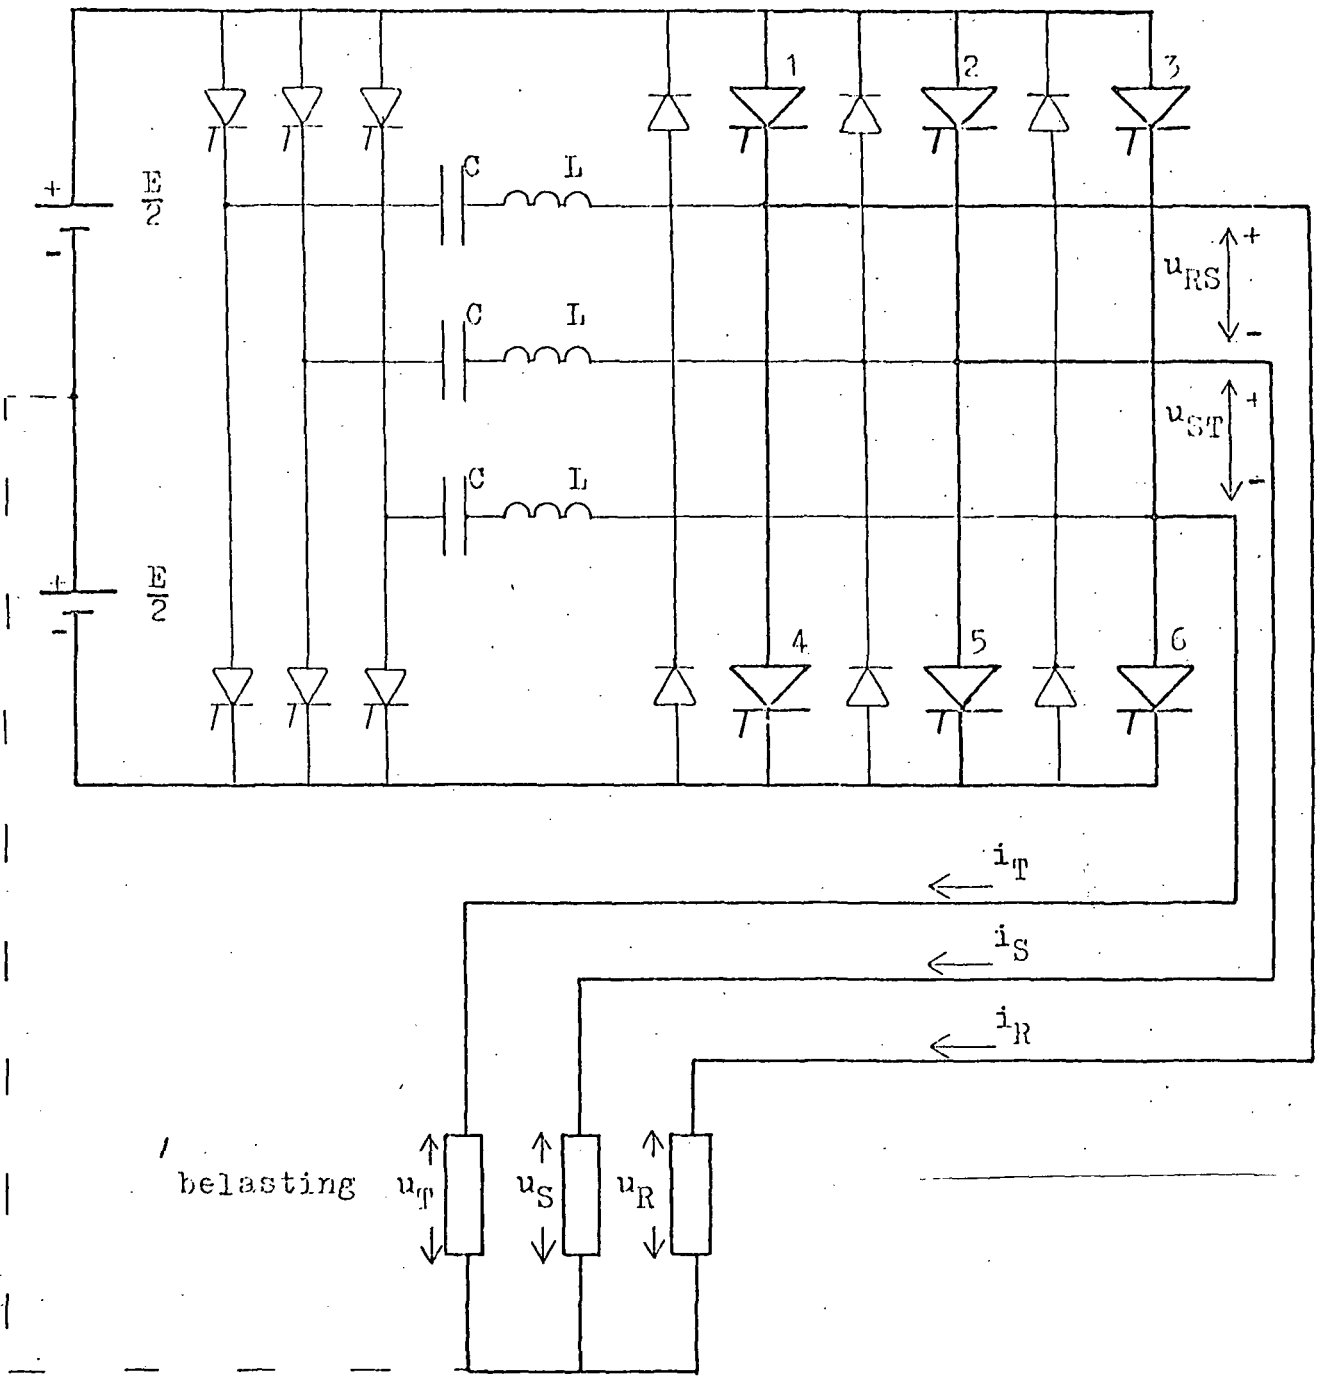 1 2 3
T T T T T T
C L
+ E/2
-
+
u_RS
-
C L
+
u_ST
-
C L
+ E/2
-
4 5 6
T T T T T T
i_T
i_S
i_R
belasting u_T u_S u_R